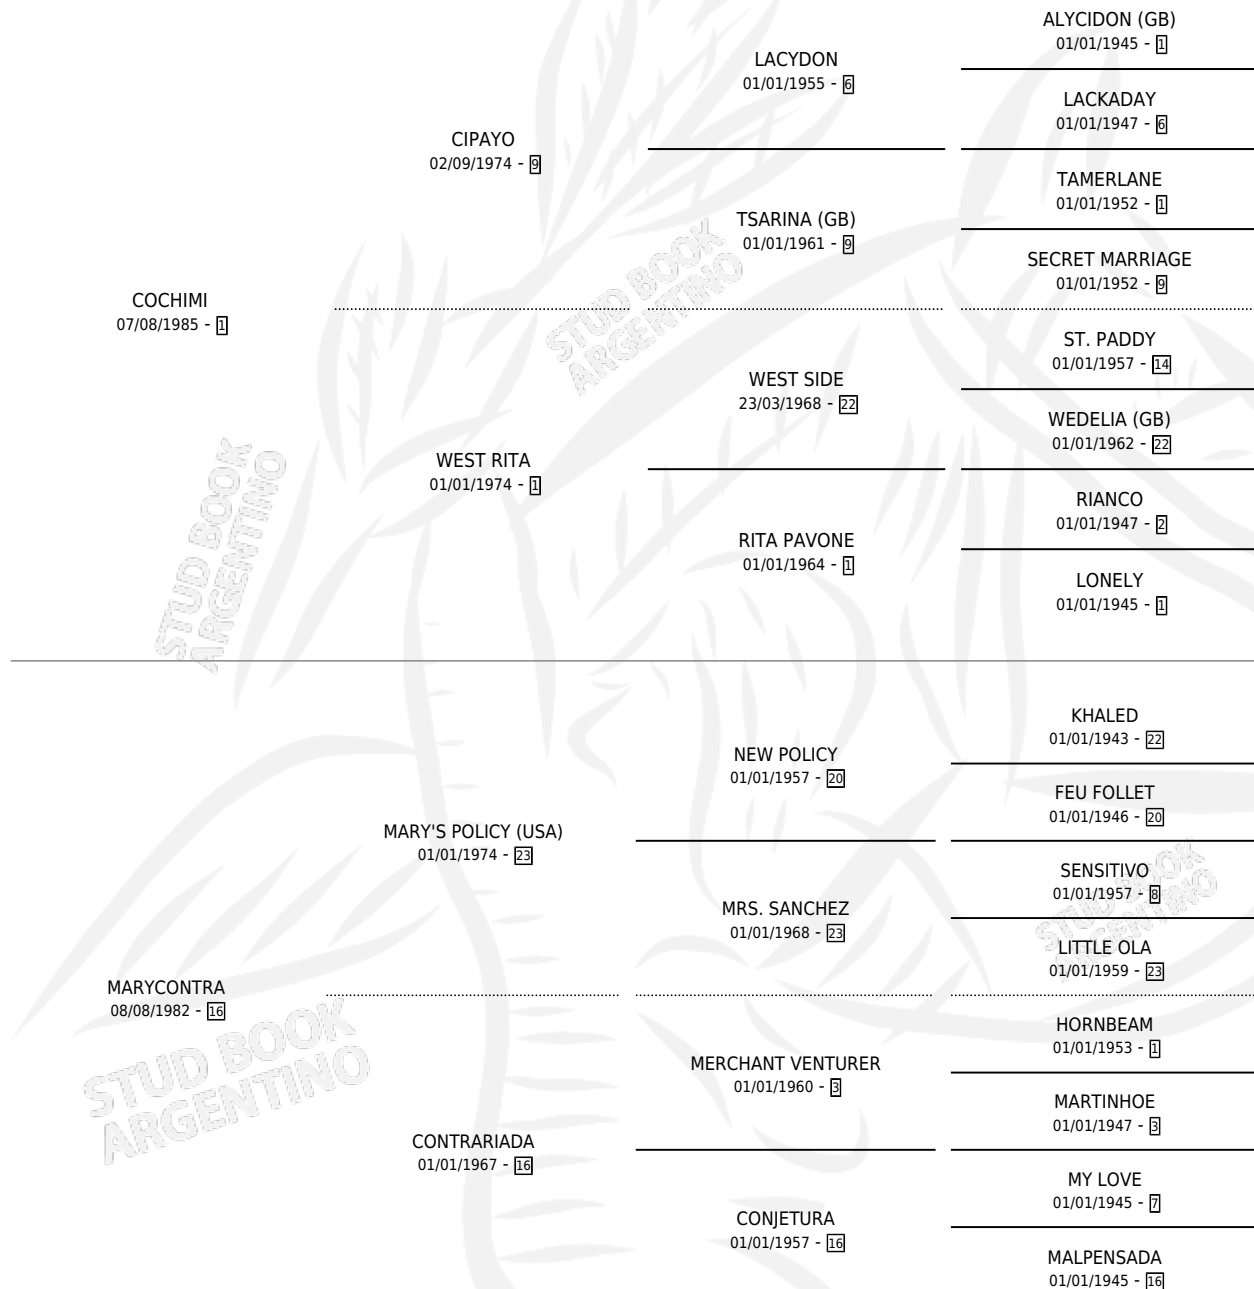 ALYCIDON (GB)
01/01/1945 - 1
LACYDON
01/01/1955 - 6
LACKADAY
01/01/1947 - 6
CIPAYO
02/09/1974 - 9
TAMERLANE
01/01/1952 - 1
TSARINA (GB)
01/01/1961 - 9
SECRET MARRIAGE
01/01/1952 - 9
COCHIMI
07/08/1985 - 1
ST. PADDY
01/01/1957 - 14
WEST SIDE
23/03/1968 - 22
WEDELIA (GB)
01/01/1962 - 22
WEST RITA
01/01/1974 - 1
RIANCO
01/01/1947 - 2
RITA PAVONE
01/01/1964 - 1
LONELY
01/01/1945 - 1
STUD BOOK
ARGENTINO
STUD BOOK
ARGENTINO
KHALED
01/01/1943 - 22
NEW POLICY
01/01/1957 - 20
FEU FOLLET
01/01/1946 - 20
MARY'S POLICY (USA)
01/01/1974 - 23
SENSITIVO
01/01/1957 - 8
MRS. SANCHEZ
01/01/1968 - 23
LITTLE OLA
01/01/1959 - 23
MARYCONTRA
08/08/1982 - 16
HORNBEAM
01/01/1953 - 1
MERCHANT VENTURER
01/01/1960 - 3
MARTINHOE
01/01/1947 - 3
CONTRARIADA
01/01/1967 - 16
MY LOVE
01/01/1945 - 7
CONJETURA
01/01/1957 - 16
MALPENSADA
01/01/1945 - 16
STUD BOOK
ARGENTINO
STUD BOOK
ARGENTINO